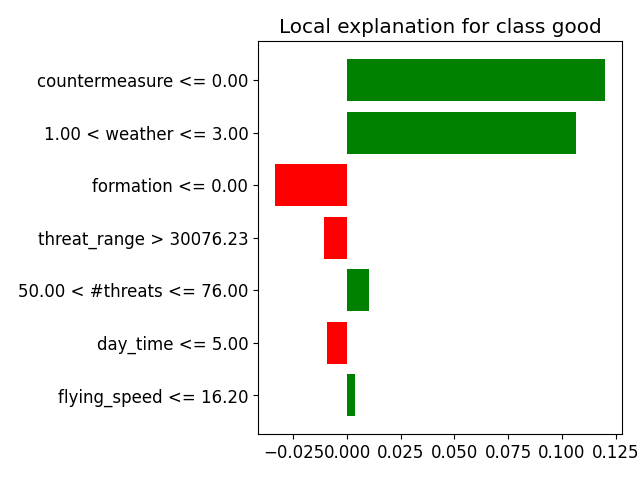 Local explanation for class good
countermeasure <= 0.00
1.00 < weather <= 3.00
formation <= 0.00
threat_range > 30076.23
50.00 < #threats <= 76.00
day_time <= 5.00
flying_speed <= 16.20
−0.025 0.000 0.025 0.050 0.075 0.100 0.125